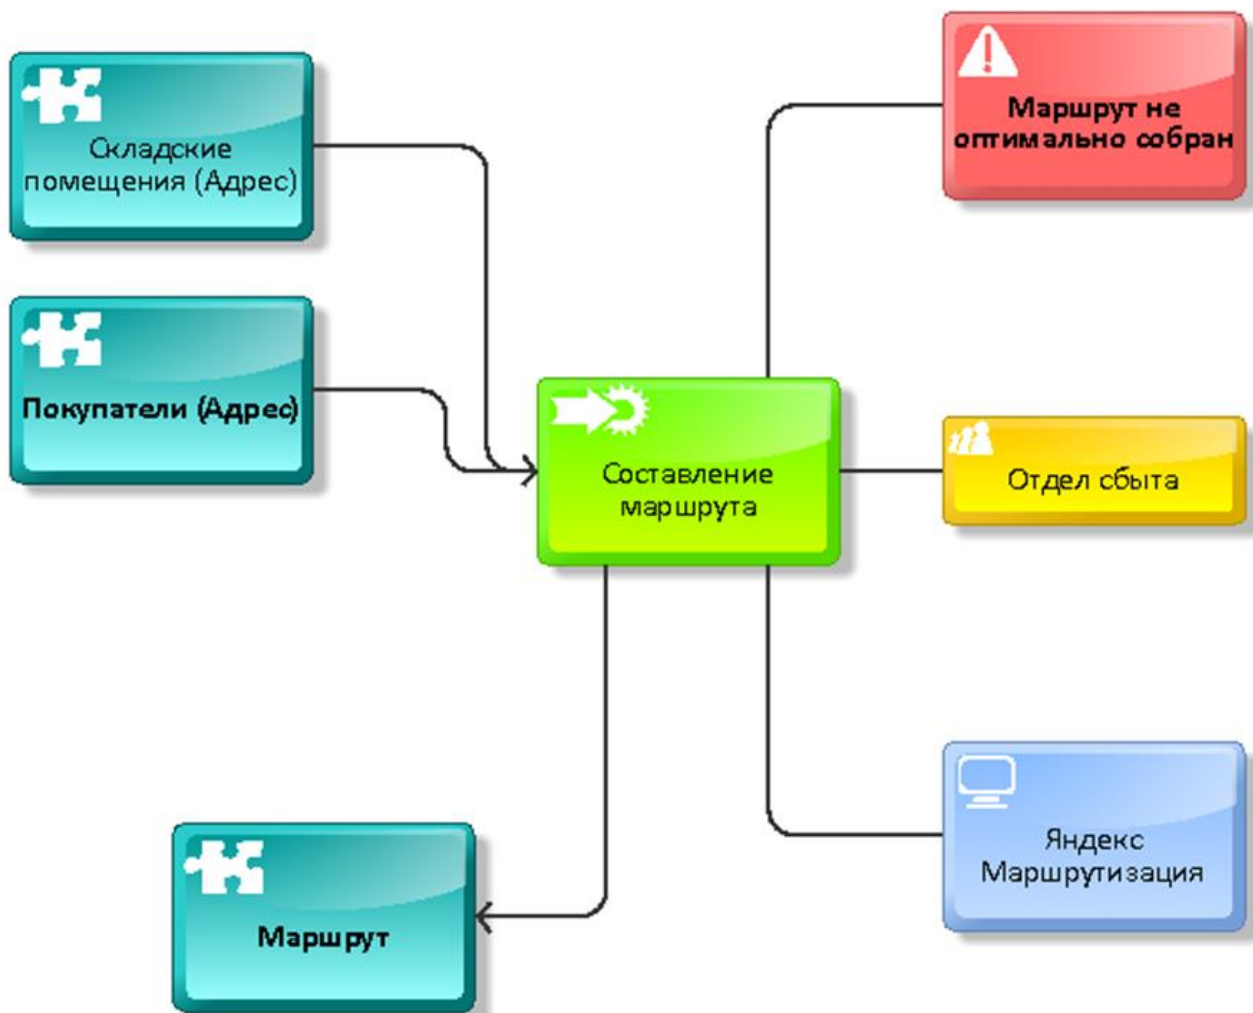 Складские
помещения (Адрес)
Покупатели (Адрес)
Составление
маршрута
Маршрут
Маршрут не
оптимально собран
Отдел сбыта
Яндекс
Маршрутизация